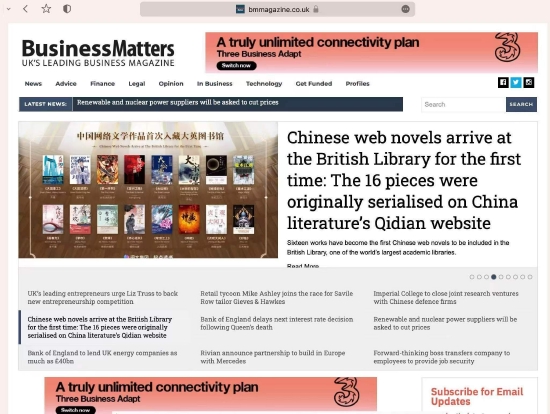 bmmagazine.co.uk
BusinessMatters
UK'S LEADING BUSINESS MAGAZINE
A truly unlimited connectivity plan
Three Business Adapt
Switch now
News Advice Finance Legal Opinion In Business Technology Get Funded Profiles
LATEST NEWS: Renewable and nuclear power suppliers will be asked to cut prices
Search SEARCH
中国网络文学作品首次入藏大英图书馆
Chinese web novels arrive at
the British Library for the first
time: The 16 pieces were
originally serialised on China
literature's Qidian website
Sixteen works have become the first Chinese web novels to be included in the
British Library, one of the world's largest academic libraries.
Read More
UK's leading entrepreneurs urge Liz Truss to back
new entrepreneurship competition
Retail tycoon Mike Ashley joins the race for Savile
Row tailor Gieves & Hawkes
Imperial College to close joint research ventures
with Chinese defence firms
Chinese web novels arrive at the British Library
for the first time: The 16 pieces were originally
serialised on China literature's Qidian website
Bank of England delays next interest rate decision
following Queen's death
Renewable and nuclear power suppliers will be
asked to cut prices
Bank of England to lend UK energy companies as
much as £40bn
Rivian announce partnership to build in Europe
with Mercedes
Forward-thinking boss transfers company to
employees to provide job security
A truly unlimited connectivity plan
Three Business Adapt
Switch now
Subscribe for Email
Updates